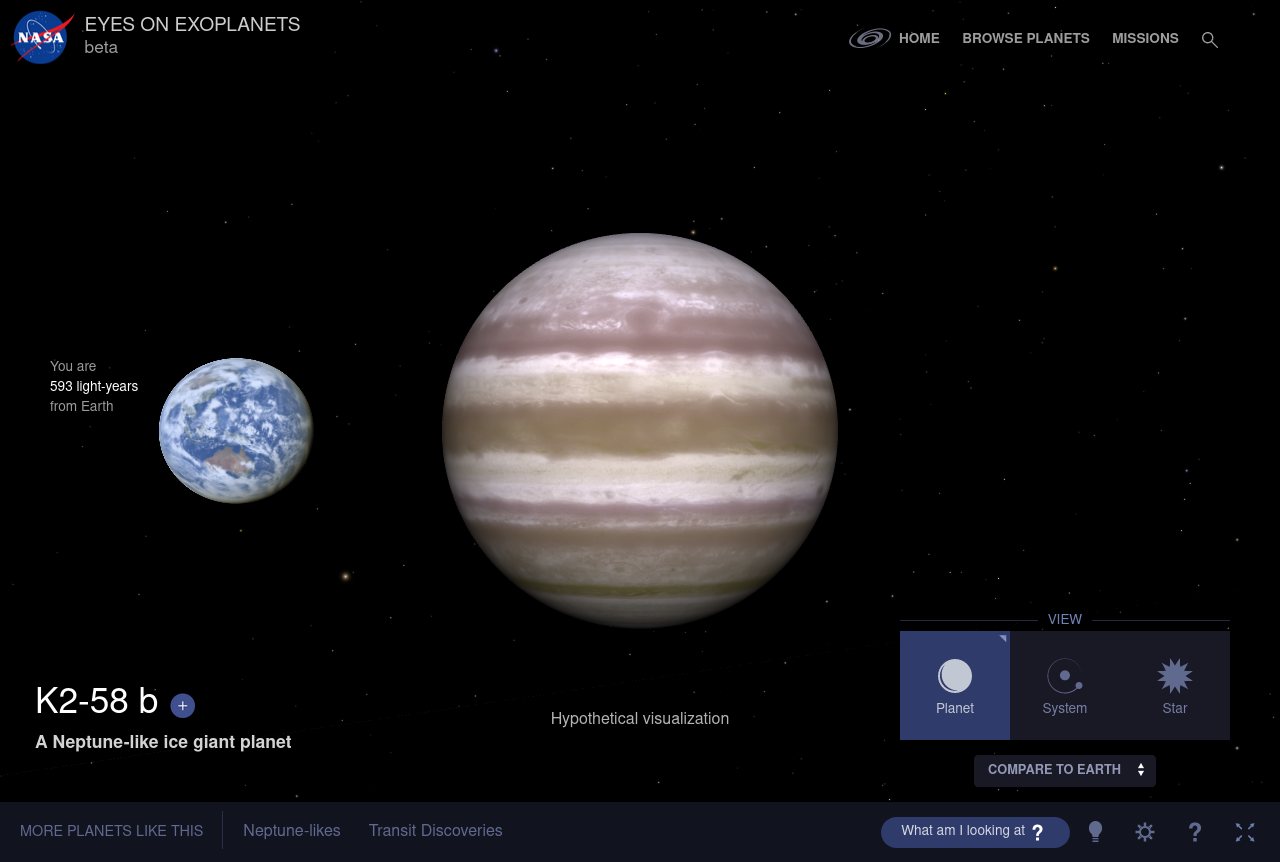 NASA
EYES ON EXOPLANETS
beta
HOME
BROWSE PLANETS
MISSIONS
You are
593 light-years
from Earth
K2-58 b +
A Neptune-like ice giant planet
Hypothetical visualization
VIEW
Planet
System
Star
COMPARE TO EARTH
MORE PLANETS LIKE THIS
Neptune-likes
Transit Discoveries
What am I looking at ?
?